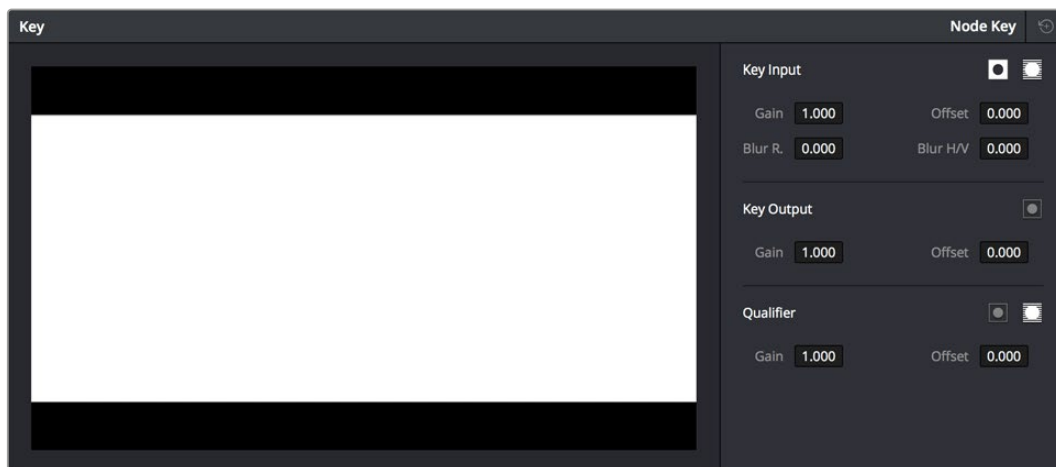 Key Node Key
Key Input
Gain 1.000 Offset 0.000
Blur R. 0.000 Blur H/V 0.000
Key Output
Gain 1.000 Offset 0.000
Qualifier
Gain 1.000 Offset 0.000